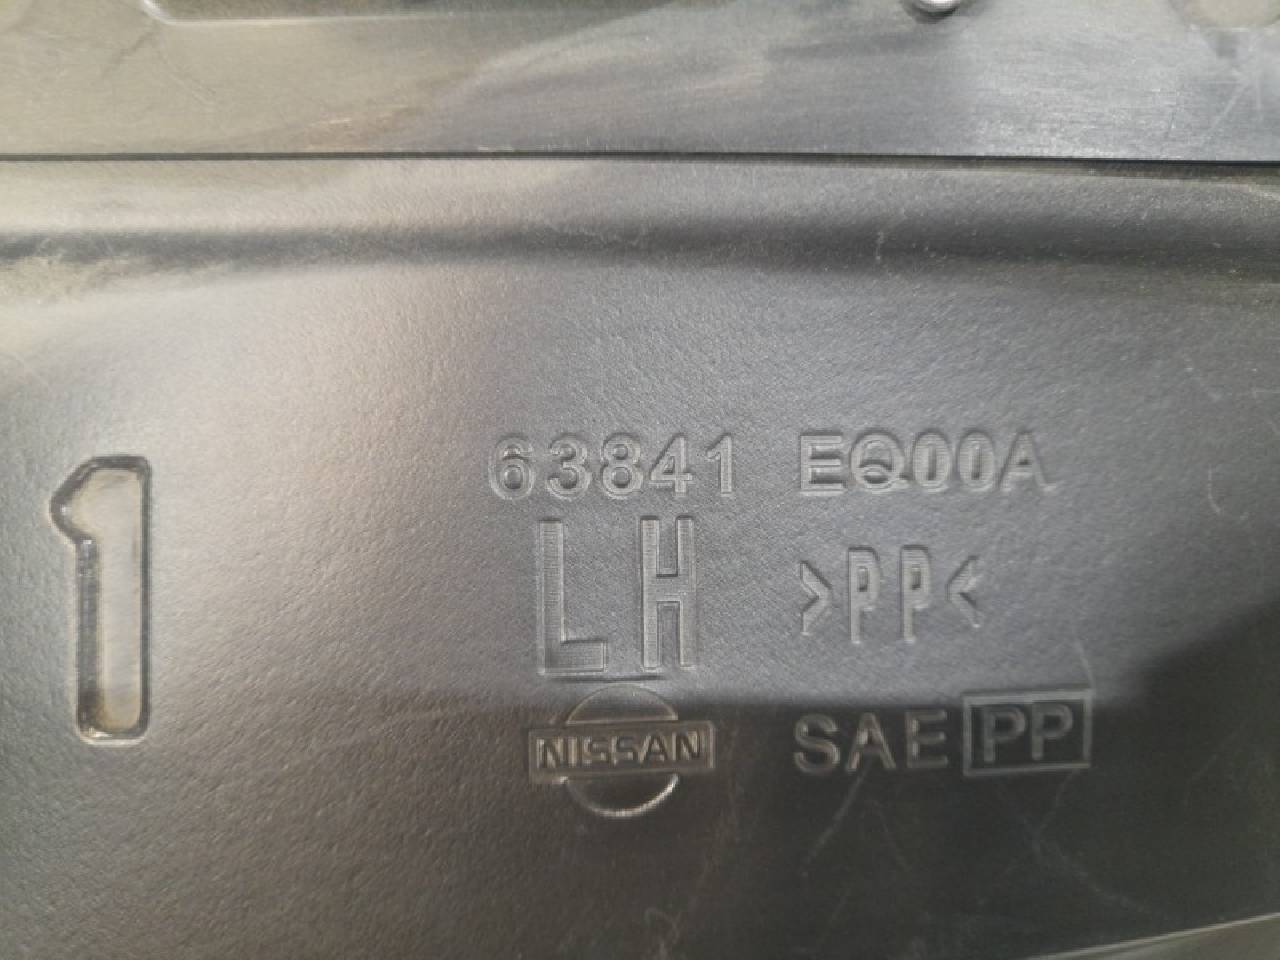 63841 EQ00A
1
LH >PP<
NISSAN SAE PP